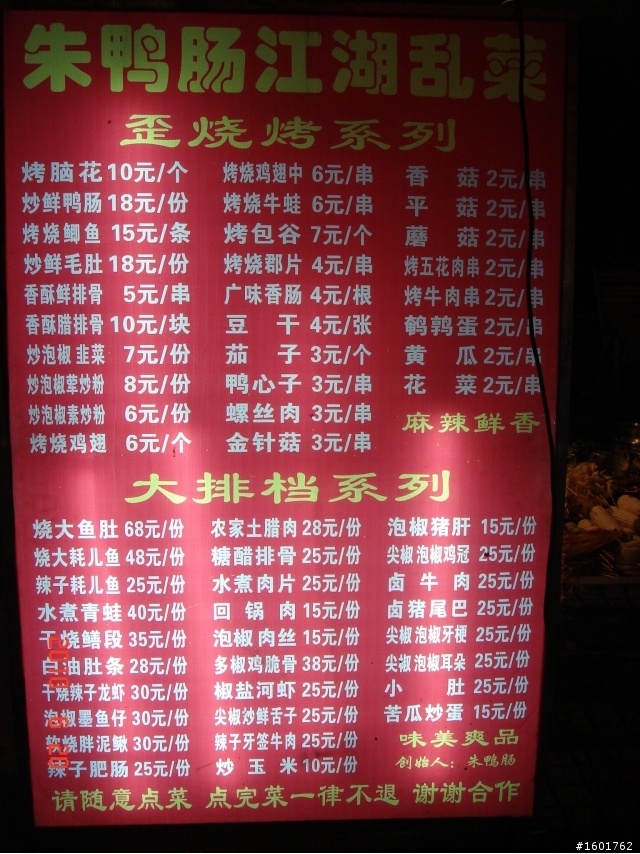 朱鸭肠江湖乱菜
歪烧烤系列
烤脑花 10元/个 烤烧鸡翅中 6元/串 香菇 2元/串
炒鲜鸭肠 18元/份 烤烧牛蛙 6元/串 平菇 2元/串
烤烧鲫鱼 15元/条 烤包谷 7元/个 蘑菇 2元/串
炒鲜毛肚 18元/份 烤烧郡片 4元/串 烤五花肉串 2元/串
香酥鲜排骨 5元/串 广味香肠 4元/根 烤牛肉串 2元/串
香酥腊排骨 10元/块 豆干 4元/张 鹌鹑蛋 2元/串
炒泡椒韭菜 7元/份 茄子 3元/个 黄瓜 2元/串
炒泡椒荤炒粉 8元/份 鸭心子 3元/串 花菜 2元/串
炒泡椒素炒粉 6元/份 螺丝肉 3元/串 麻辣鲜香
烤烧鸡翅 6元/个 金针菇 3元/串
大排档系列
烧大鱼肚 68元/份 农家土腊肉 28元/份 泡椒猪肝 15元/份
烧大耗儿鱼 48元/份 糖醋排骨 25元/份 尖椒泡椒鸡冠 25元/份
辣子耗儿鱼 25元/份 水煮肉片 25元/份 卤牛肉 25元/份
水煮青蛙 40元/份 回锅肉 15元/份 卤猪尾巴 25元/份
干烧鳝段 35元/份 泡椒肉丝 15元/份 尖椒泡椒牙梗 25元/份
白油肚条 28元/份 多椒鸡脆骨 38元/份 尖椒泡椒耳朵 25元/份
干烧辣子龙虾 30元/份 椒盐河虾 25元/份 小肚 25元/份
泡椒墨鱼仔 30元/份 尖椒炒鲜舌子 25元/份 苦瓜炒蛋 15元/份
软烧胖泥鳅 30元/份 辣子牙签牛肉 25元/份 味美爽品
辣子肥肠 25元/份 炒玉米 10元/份 创始人：朱鸭肠
请随意点菜 点完菜一律不退 谢谢合作
#1601762